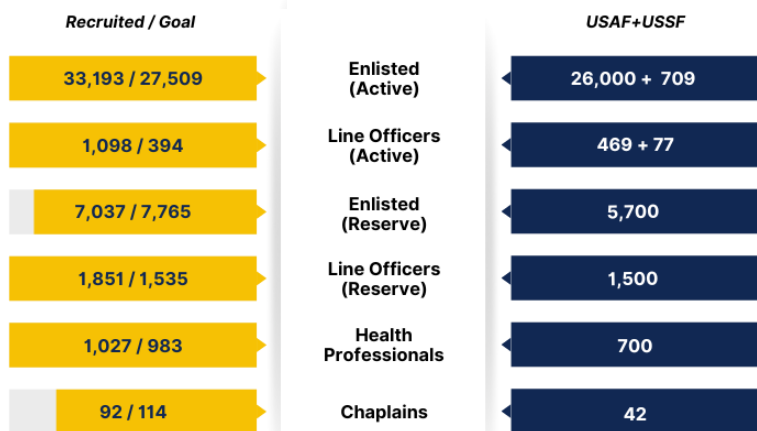 Recruited / Goal
USAF+USSF
33,193 / 27,509
Enlisted
(Active)
26,000 + 709
1,098 / 394
Line Officers
(Active)
469 + 77
7,037 / 7,765
Enlisted
(Reserve)
5,700
1,851 / 1,535
Line Officers
(Reserve)
1,500
1,027 / 983
Health
Professionals
700
92 / 114
Chaplains
42